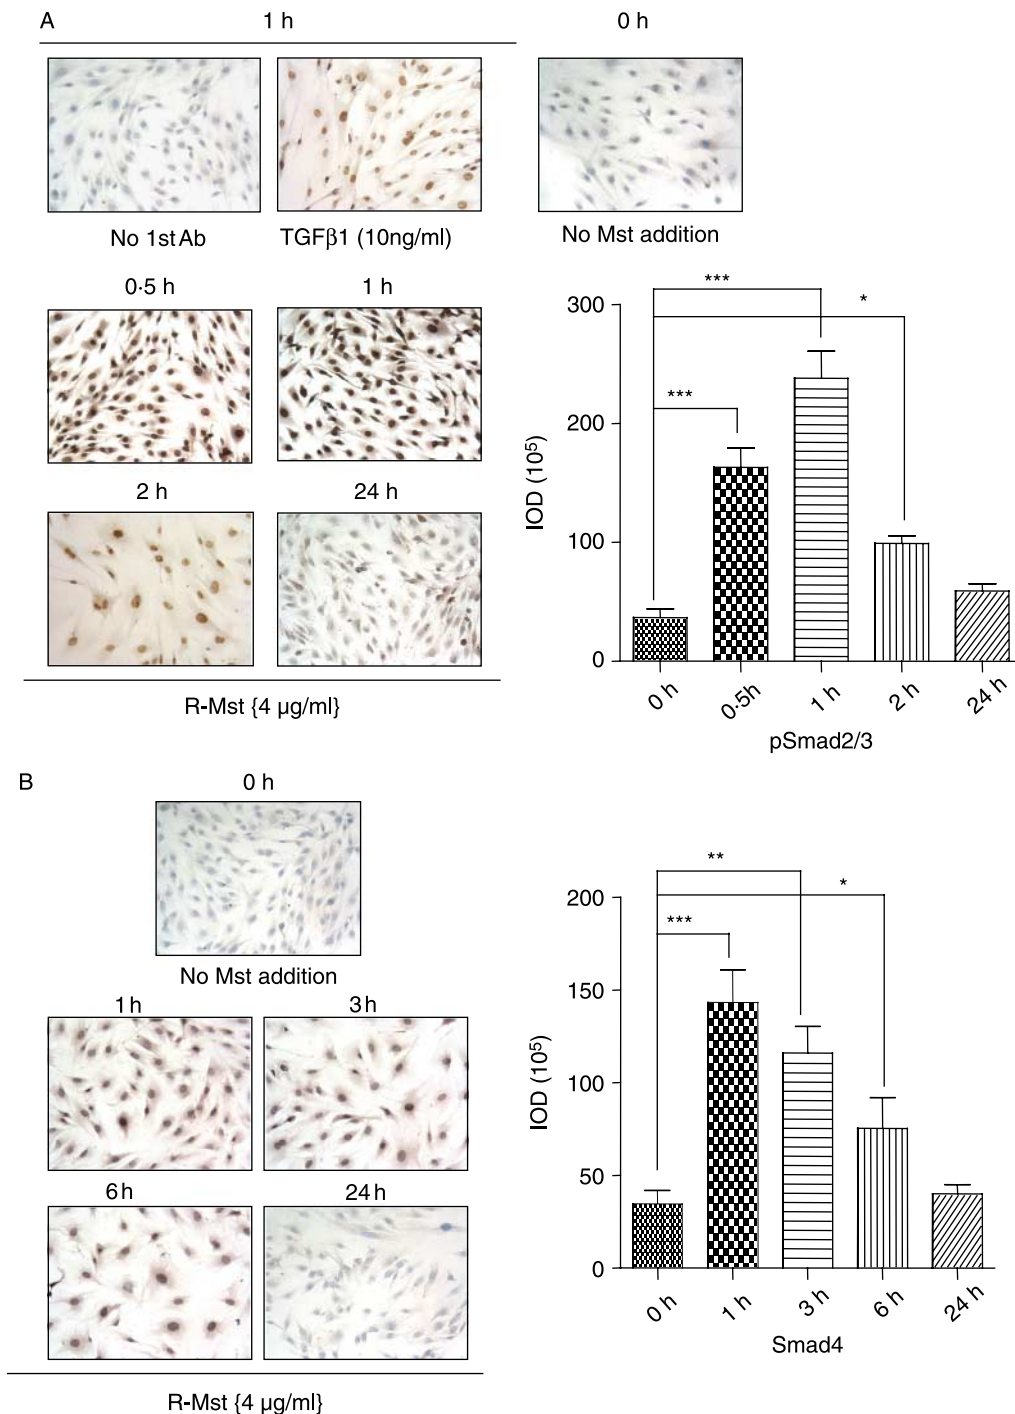 A
1 h
0 h
No 1st Ab
TGFβ1 (10ng/ml)
No Mst addition
0·5 h
1 h
2 h
24 h
R-Mst {4 µg/ml}
***
*
***
300
200
100
0
IOD (10⁵)
0 h
0·5h
1 h
2 h
24 h
pSmad2/3
B
0 h
No Mst addition
1 h
3 h
6 h
24 h
R-Mst {4 µg/ml}
**
*
***
200
150
100
50
0
IOD (10⁵)
0 h
1 h
3 h
6 h
24 h
Smad4